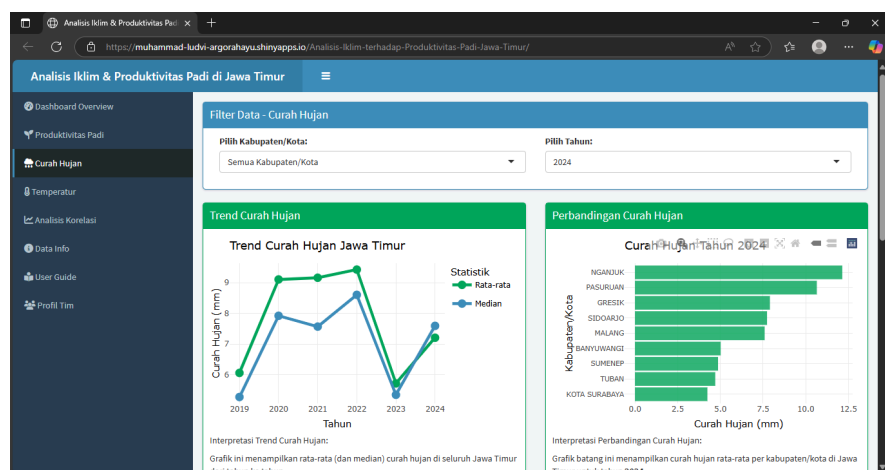 Analisis Iklim & Produktivitas Pad
https://muhammad-ludvi-argorahayu.shinyapps.io/Analisis-Iklim-terhadap-Produktivitas-Padi-Jawa-Timur/
Analisis Iklim & Produktivitas Padi di Jawa Timur
Dashboard Overview
Produktivitas Padi
Curah Hujan
Temperatur
Analisis Korelasi
Data Info
User Guide
Profil Tim
Filter Data - Curah Hujan
Pilih Kabupaten/Kota:
Semua Kabupaten/Kota
Pilih Tahun:
2024
Trend Curah Hujan
Trend Curah Hujan Jawa Timur
Curah Hujan (mm)
9
8
7
6
2019 2020 2021 2022 2023 2024
Tahun
Statistik
Rata-rata
Median
Interpretasi Trend Curah Hujan:
Grafik ini menampilkan rata-rata (dan median) curah hujan di seluruh Jawa Timur
Perbandingan Curah Hujan
Curah Hujan Tahun 2024
Kabupaten/Kota
NGANJUK
PASURUAN
GRESIK
SIDOARJO
MALANG
BANYUWANGI
SUMENEP
TUBAN
KOTA SURABAYA
0.0 2.5 5.0 7.5 10.0 12.5
Curah Hujan (mm)
Interpretasi Perbandingan Curah Hujan:
Grafik batang ini menampilkan curah hujan rata-rata per kabupaten/kota di Jawa